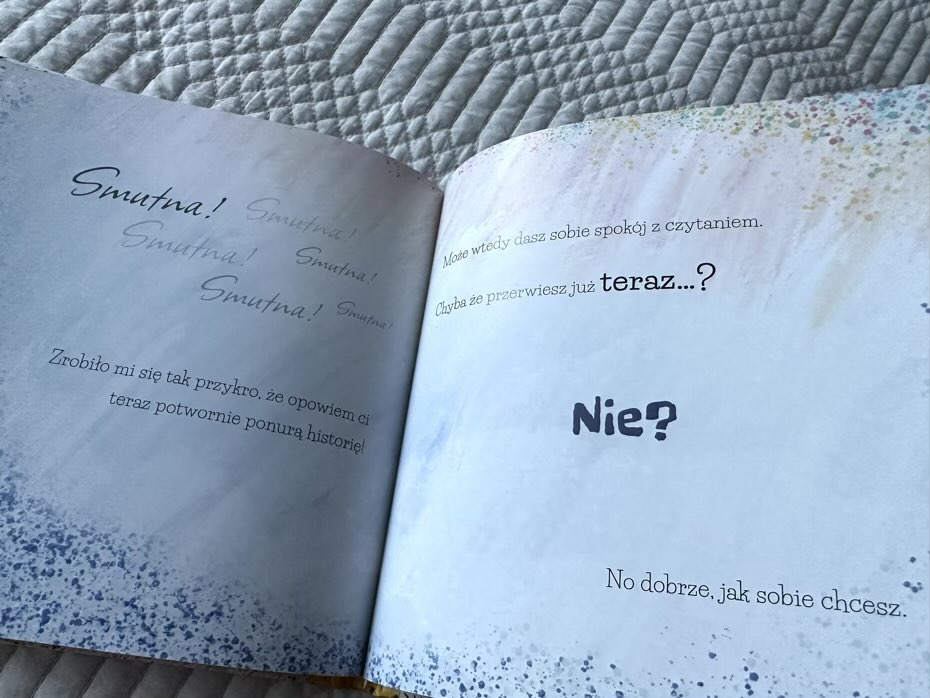 Smutna! Smutna!
Smutna! Smutna!
Smutna! Smutna!
Zrobiło mi się tak przykro, że opowiem ci
teraz potwornie ponurą historię!
Może wtedy dasz sobie spokój z czytaniem.
Chyba że przerwiesz już teraz...?
Nie?
No dobrze, jak sobie chcesz.